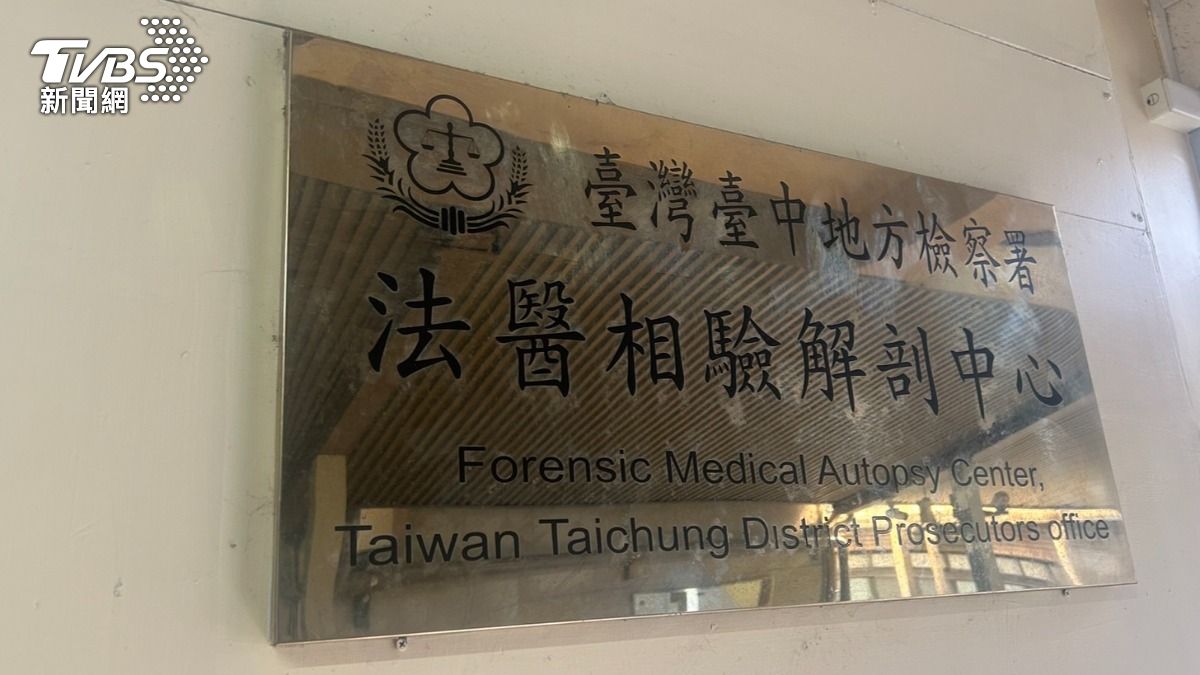 TVBS
新聞網
臺灣臺中地方檢察署
法醫相驗解剖中心
Forensic Medical Autopsy Center,
Taiwan Taichung District Prosecutors office